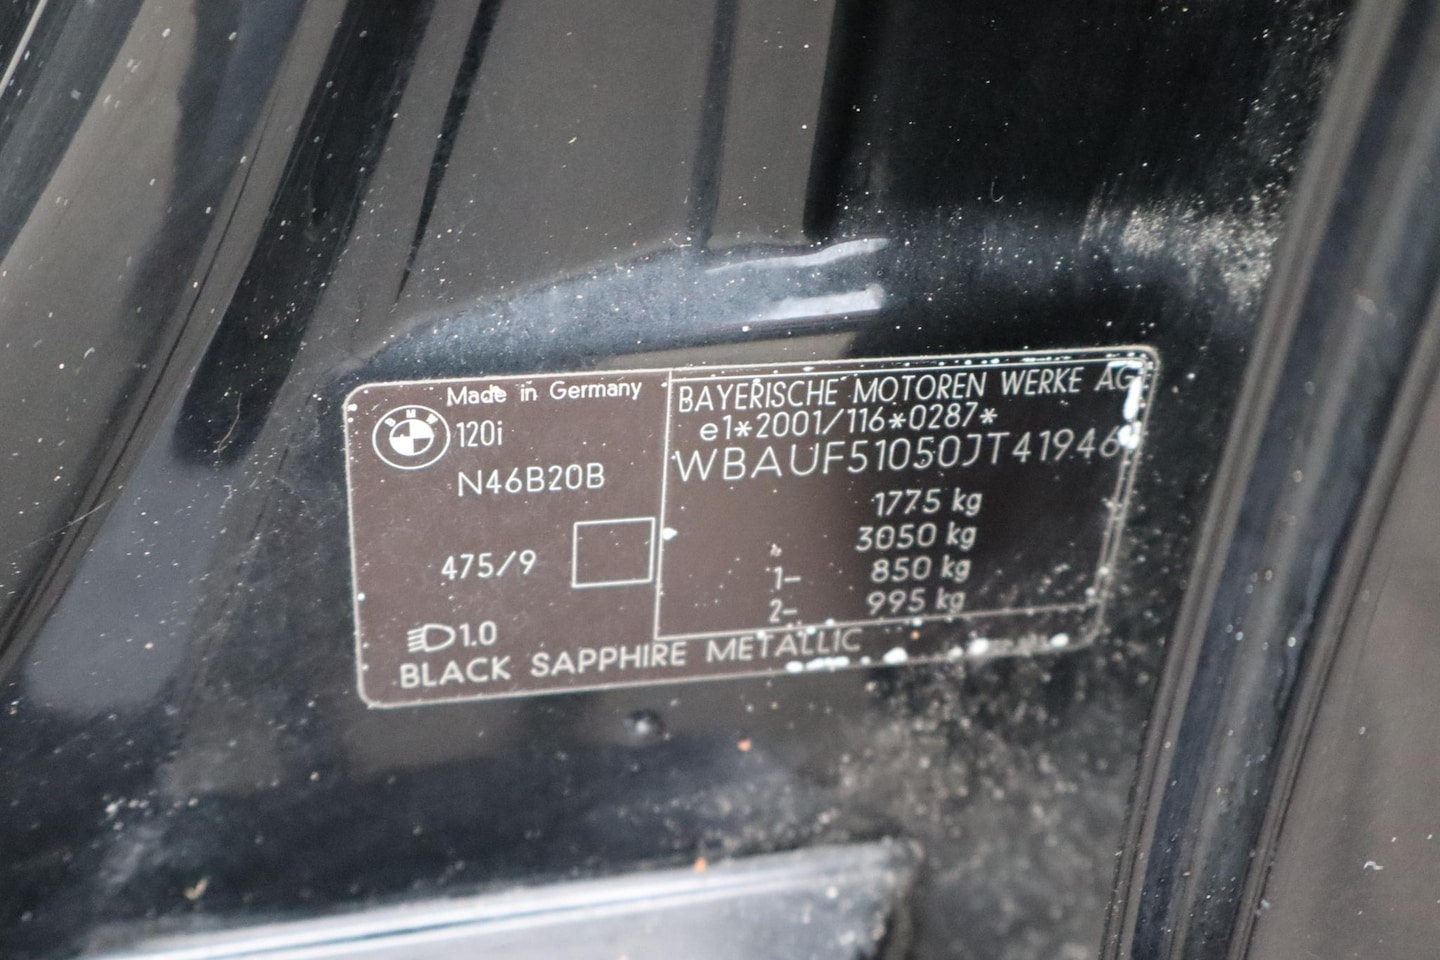 Made in Germany
BMW
120i
N46B20B
475/9
1.0
BLACK SAPPHIRE METALLIC
BAYERISCHE MOTOREN WERKE AG
e1*2001/116*0287*
WBAUF51050JT41946
1775 kg
3050 kg
1- 850 kg
2- 995 kg